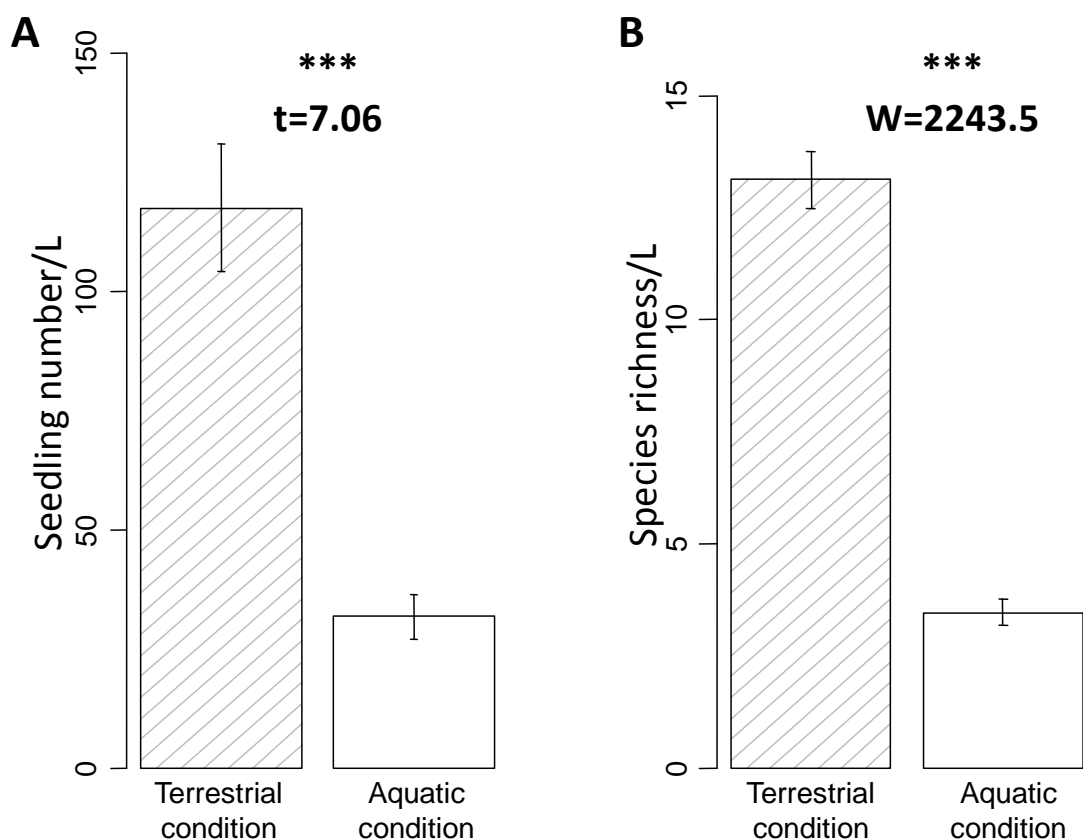 A
***
t=7.06
Seedling number/L
150
100
50
0
Terrestrial
condition
Aquatic
condition
B
***
W=2243.5
Species richness/L
15
10
5
0
Terrestrial
condition
Aquatic
condition